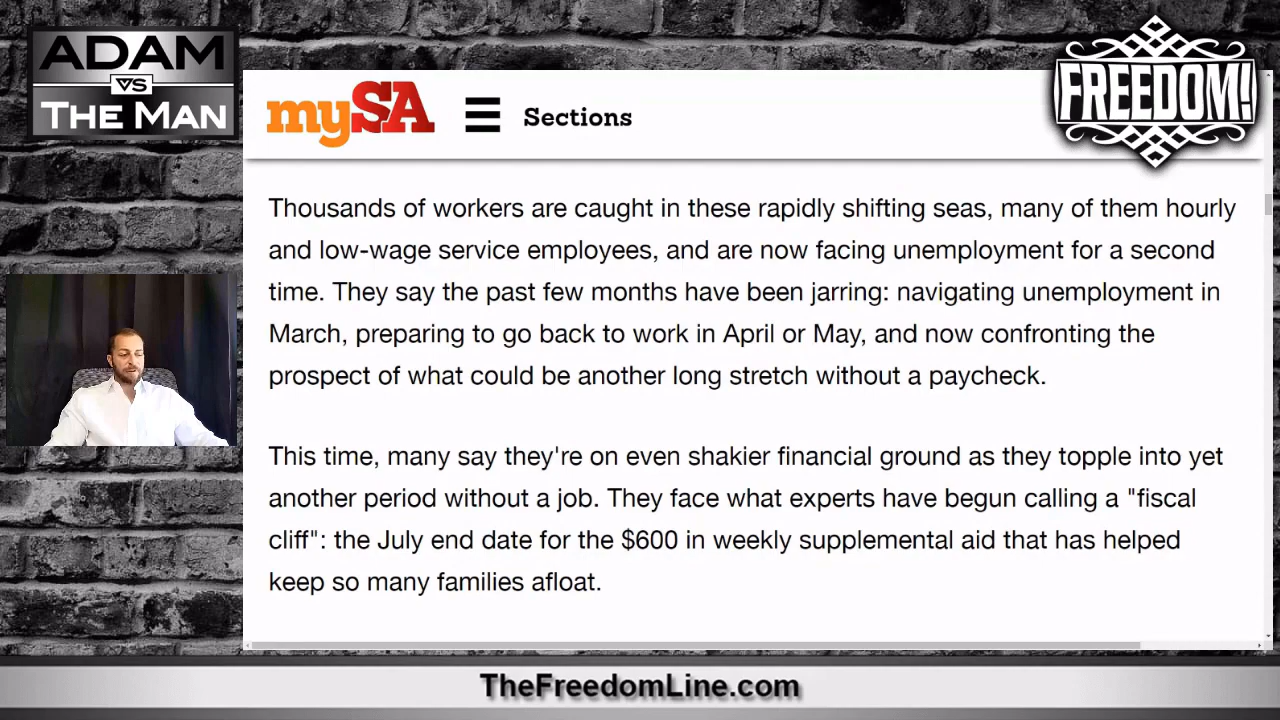 ADAM
VS
THE MAN
mySA
Sections
FREEDOM!
Thousands of workers are caught in these rapidly shifting seas, many of them hourly
and low-wage service employees, and are now facing unemployment for a second
time. They say the past few months have been jarring: navigating unemployment in
March, preparing to go back to work in April or May, and now confronting the
prospect of what could be another long stretch without a paycheck.
This time, many say they're on even shakier financial ground as they topple into yet
another period without a job. They face what experts have begun calling a "fiscal
cliff": the July end date for the $600 in weekly supplemental aid that has helped
keep so many families afloat.
TheFreedomLine.com